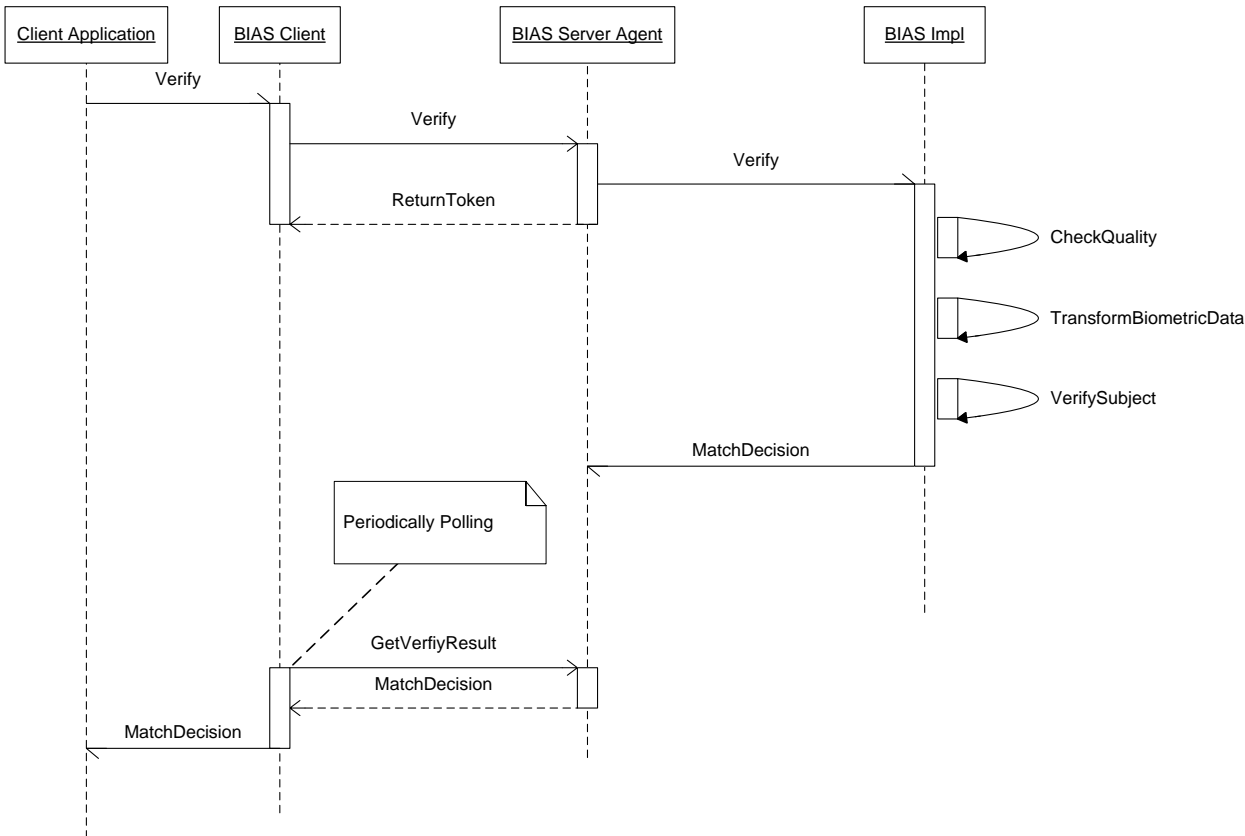 Client Application
BIAS Client
BIAS Server Agent
BIAS Impl
Verify
Verify
Verify
ReturnToken
CheckQuality
TransformBiometricData
VerifySubject
MatchDecision
Periodically Polling
GetVerfiyResult
MatchDecision
MatchDecision